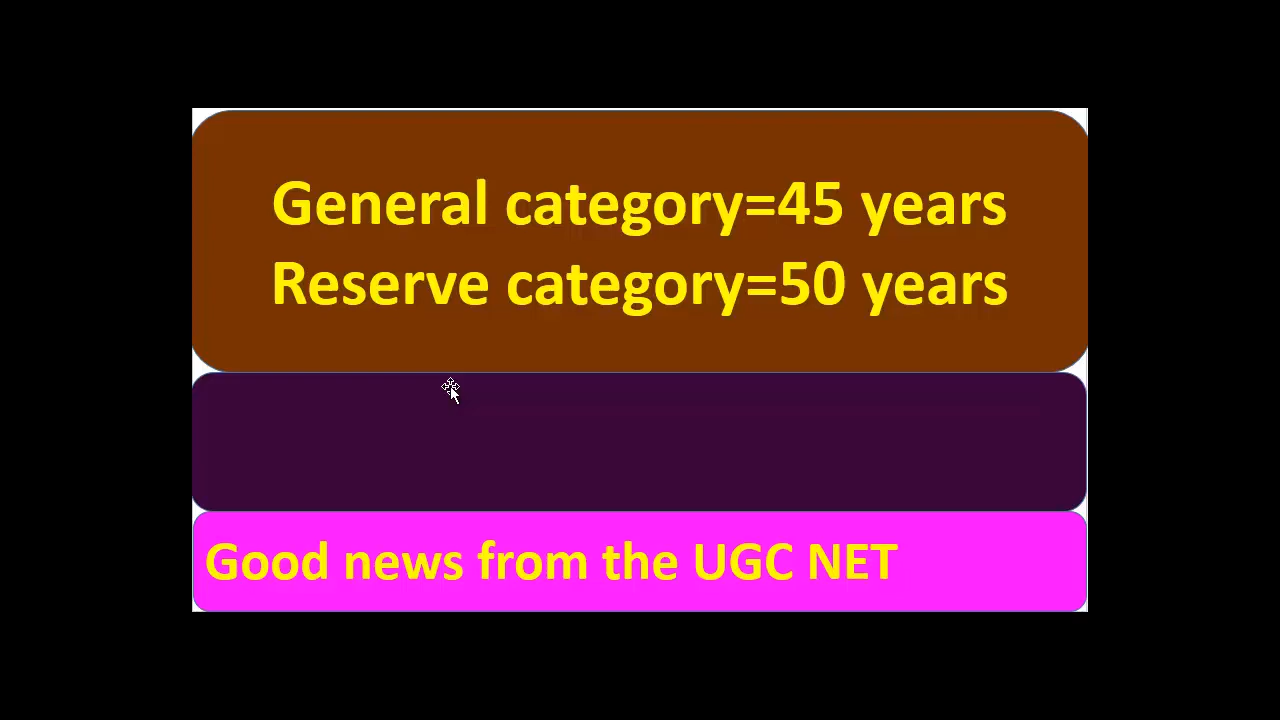 General category=45 years
Reserve category=50 years
Good news from the UGC NET